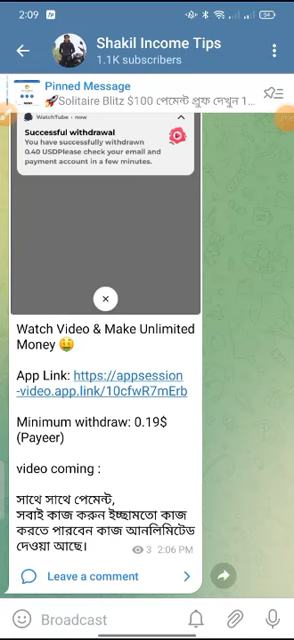 2:09
Shakil Income Tips
1.1K subscribers
Pinned Message
🚀Solitaire Blitz $100 পেমেন্ট প্রুফ দেখুন 1...
WatchTube • now
Successful withdrawal
You have successfully withdrawn
0.40 USDPlease check your email and
payment account in a few minutes.
Watch Video & Make Unlimited
Money 🤑
App Link: https://appsession
-video.app.link/10cfwR7mErb
Minimum withdraw: 0.19$
(Payeer)
video coming :
সাথে সাথে পেমেন্ট,
সবাই কাজ করুন ইচ্ছামতো কাজ
করতে পারবেন কাজ আনলিমিটেড
দেওয়া আছে।
3 2:06 PM
Leave a comment
Broadcast